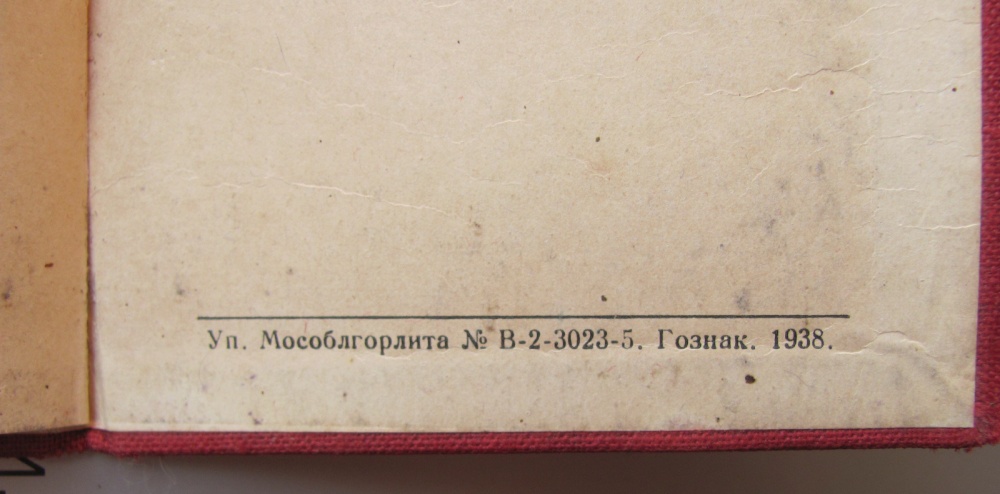 Уп. Мособлгорлита № В-2-3023-5. Гознак. 1938.